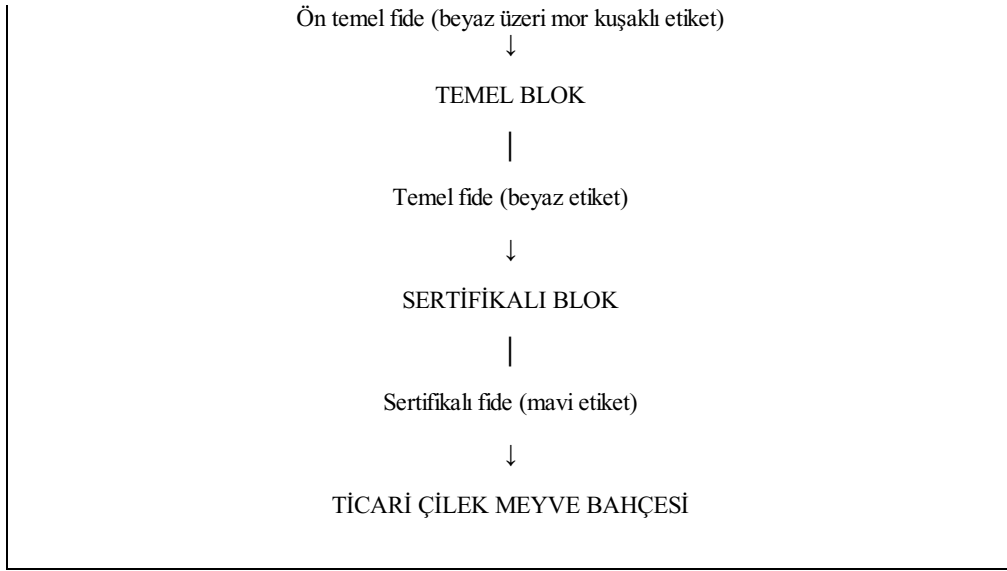 Ön temel fide (beyaz üzeri mor kuşaklı etiket)
↓
TEMEL BLOK
|
Temel fide (beyaz etiket)
↓
SERTİFİKALI BLOK
|
Sertifikalı fide (mavi etiket)
↓
TİCARİ ÇİLEK MEYVE BAHÇESİ